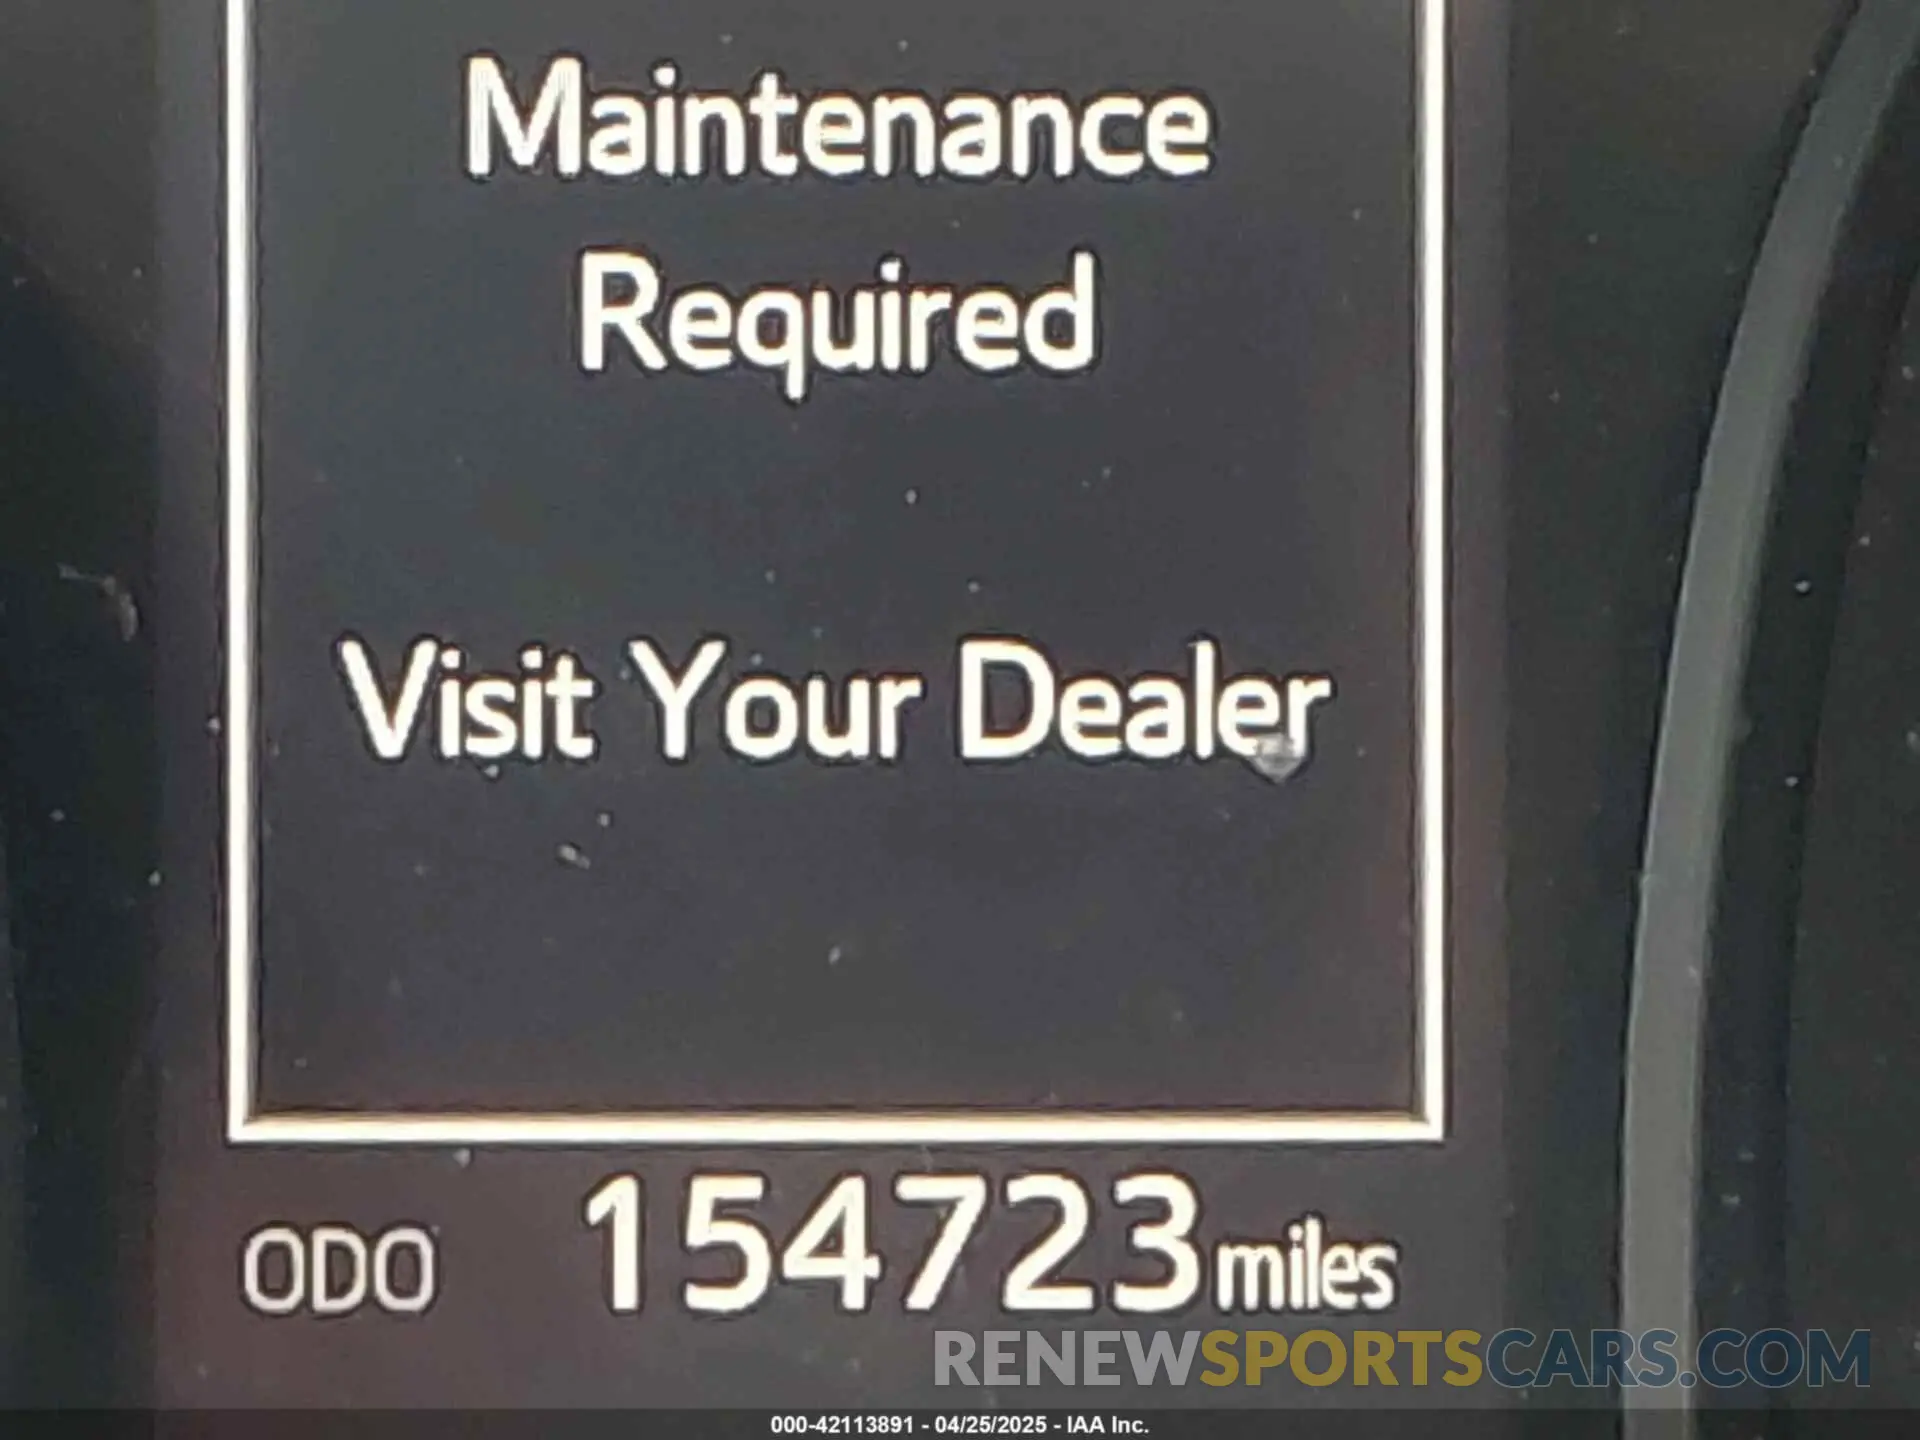 Maintenance
Required
Visit Your Dealer
ODO 154723 miles
RENEWSPORTSCARS.COM
000-42113891 - 04/25/2025 - IAA Inc.